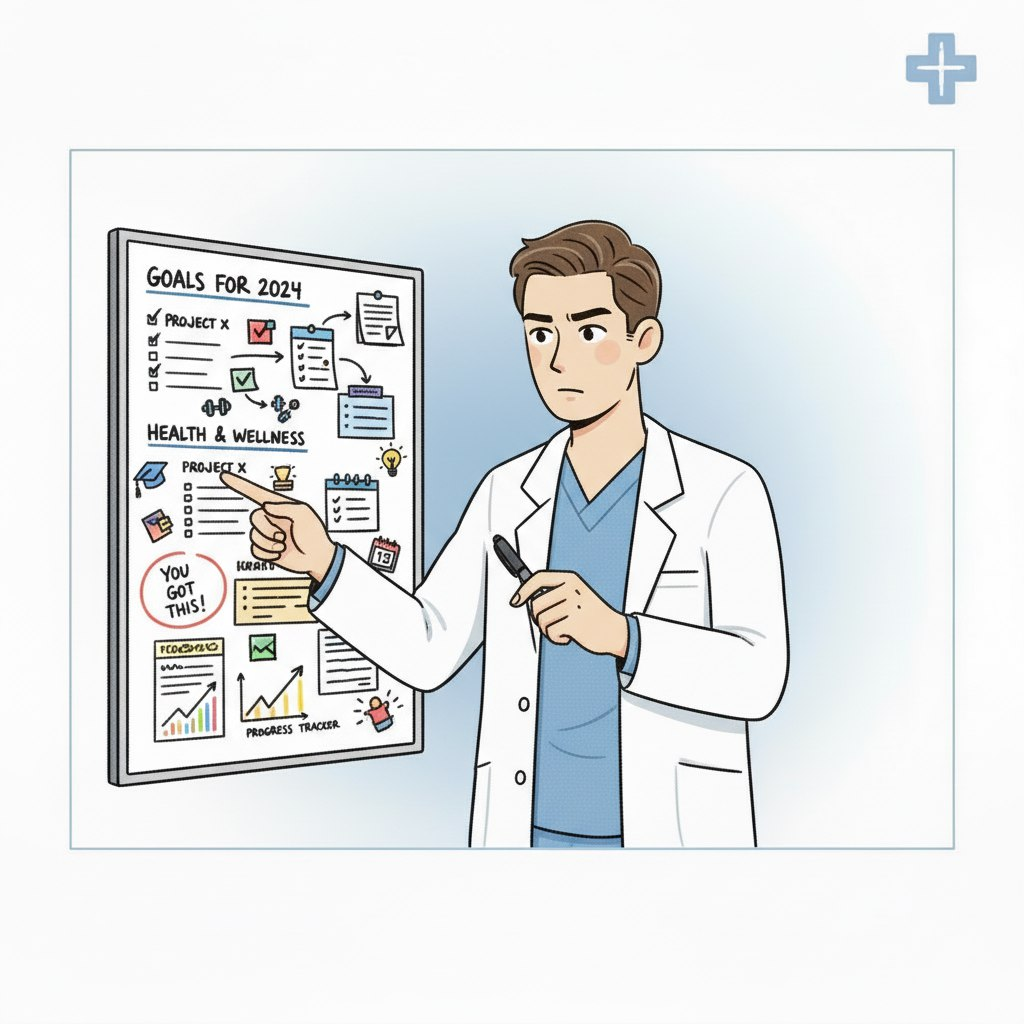 GOALS FOR 2024
PROJECT X
HEALTH & WELLNESS
PROJECT X
YOU
GOT
THIS!
13
PROGRESS TRACKER